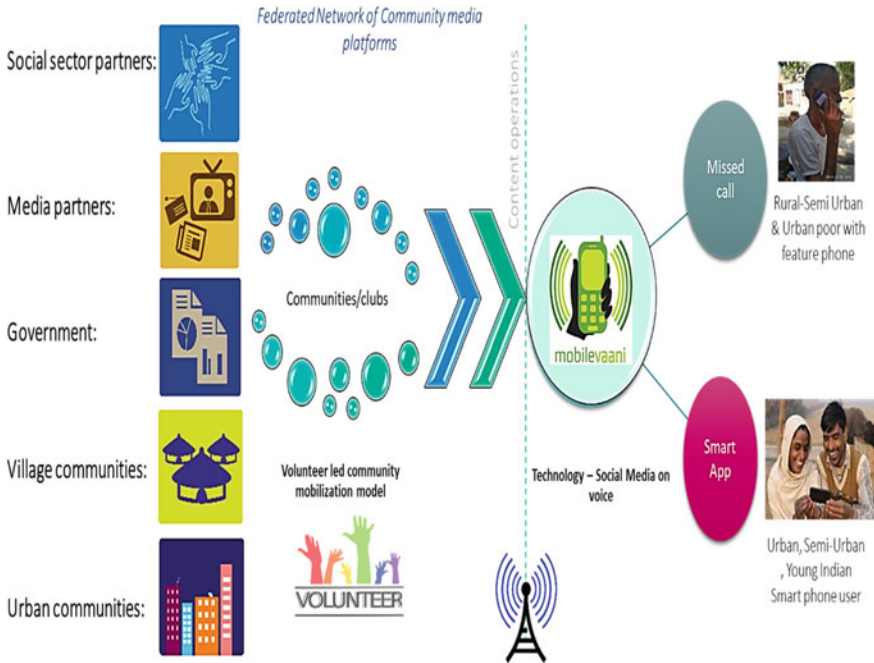 Federated Network of Community media
platforms
Social sector partners:
Media partners:
Government:
Village communities:
Urban communities:
Communities/clubs
Volunteer led community
mobilization model
VOLUNTEER
Content operations
mobilevaani
Technology – Social Media on
voice
Missed
call
Rural-Semi Urban
& Urban poor with
feature phone
Smart
App
Urban, Semi-Urban
, Young Indian
Smart phone user